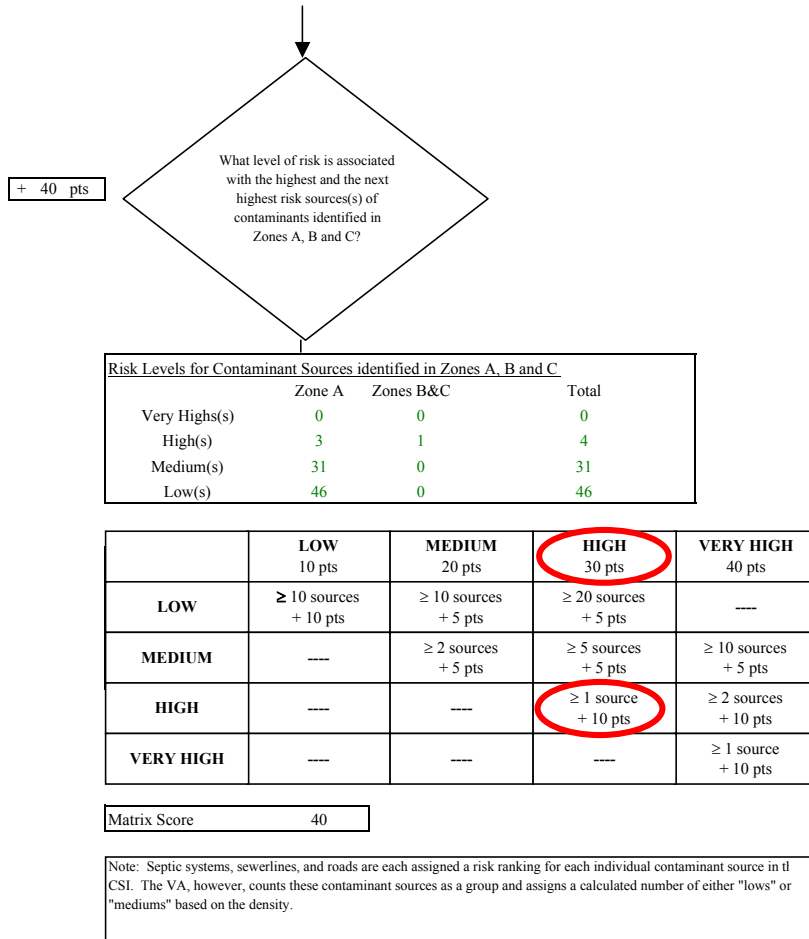 What level of risk is associated
with the highest and the next
highest risk sources(s) of
contaminants identified in
Zones A, B and C?
+ 40 pts
Risk Levels for Contaminant Sources identified in Zones A, B and C
Zone A Zones B&C Total
Very Highs(s) 0 0 0
High(s) 3 1 4
Medium(s) 31 0 31
Low(s) 46 0 46
LOW MEDIUM HIGH VERY HIGH
10 pts 20 pts 30 pts 40 pts
LOW ≥ 10 sources ≥ 10 sources ≥ 20 sources ----
+ 10 pts + 5 pts + 5 pts
MEDIUM ---- ≥ 2 sources ≥ 5 sources ≥ 10 sources
+ 5 pts + 5 pts + 5 pts
HIGH ---- ---- ≥ 1 source ≥ 2 sources
+ 10 pts + 10 pts
VERY HIGH ---- ---- ---- ≥ 1 source
+ 10 pts
Matrix Score 40
Note: Septic systems, sewerlines, and roads are each assigned a risk ranking for each individual contaminant source in
CSI. The VA, however, counts these contaminant sources as a group and assigns a calculated number of either "lows" or
"mediums" based on the density.